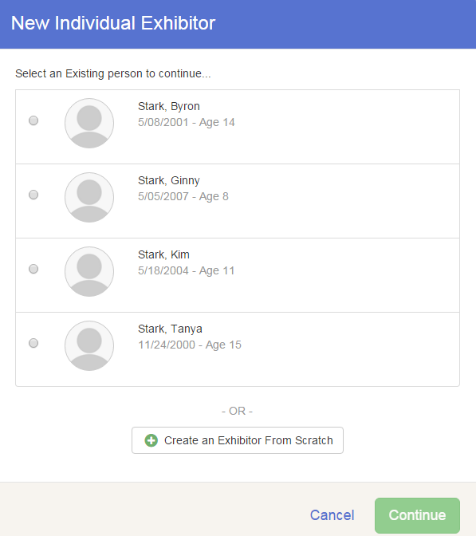 New Individual Exhibitor
Select an Existing person to continue...
Stark, Byron
5/08/2001 - Age 14
Stark, Ginny
5/05/2007 - Age 8
Stark, Kim
5/18/2004 - Age 11
Stark, Tanya
11/24/2000 - Age 15
- OR -
Create an Exhibitor From Scratch
Cancel
Continue